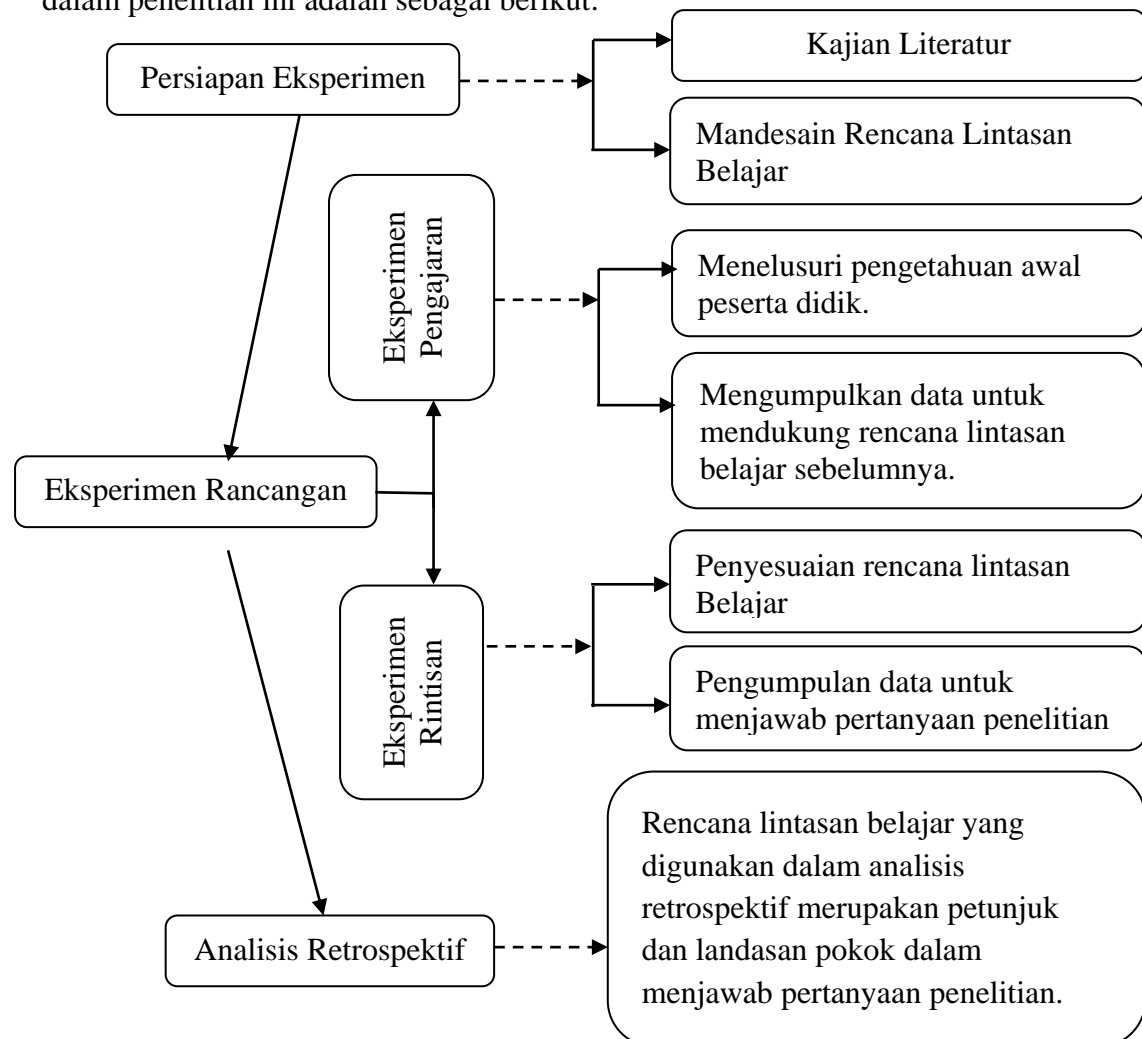 dalam penelitian ini adalah sebagai berikut.
Persiapan Eksperimen
Kajian Literatur
Mandesain Rencana Lintasan
Belajar
Eksperimen
Pengajaran
Menelusuri pengetahuan awal
peserta didik.
Mengumpulkan data untuk
mendukung rencana lintasan
belajar sebelumnya.
Eksperimen Rancangan
Eksperimen
Rintisan
Penyesuaian rencana lintasan
Belajar
Pengumpulan data untuk
menjawab pertanyaan penelitian
Analisis Retrospektif
Rencana lintasan belajar yang
digunakan dalam analisis
retrospektif merupakan petunjuk
dan landasan pokok dalam
menjawab pertanyaan penelitian.